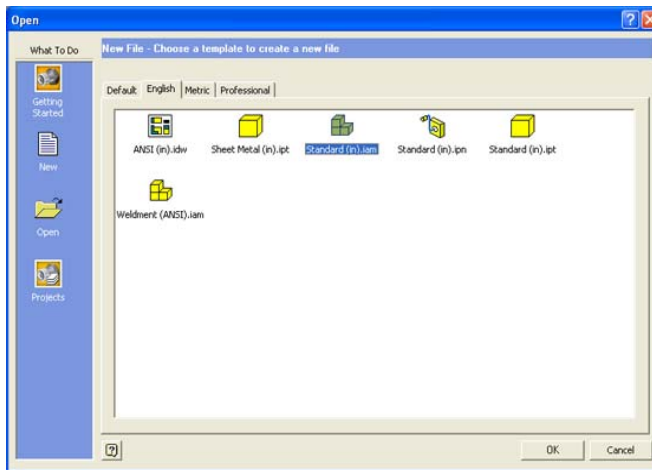 Open
What To Do
New File - Choose a template to create a new file
Getting
Started
New
Open
Projects
Default English Metric Professional
ANSI (in).idw Sheet Metal (in).ipt Standard (in).iam Standard (in).ipn Standard (in).ipt
Weldment (ANSI).iam
OK Cancel